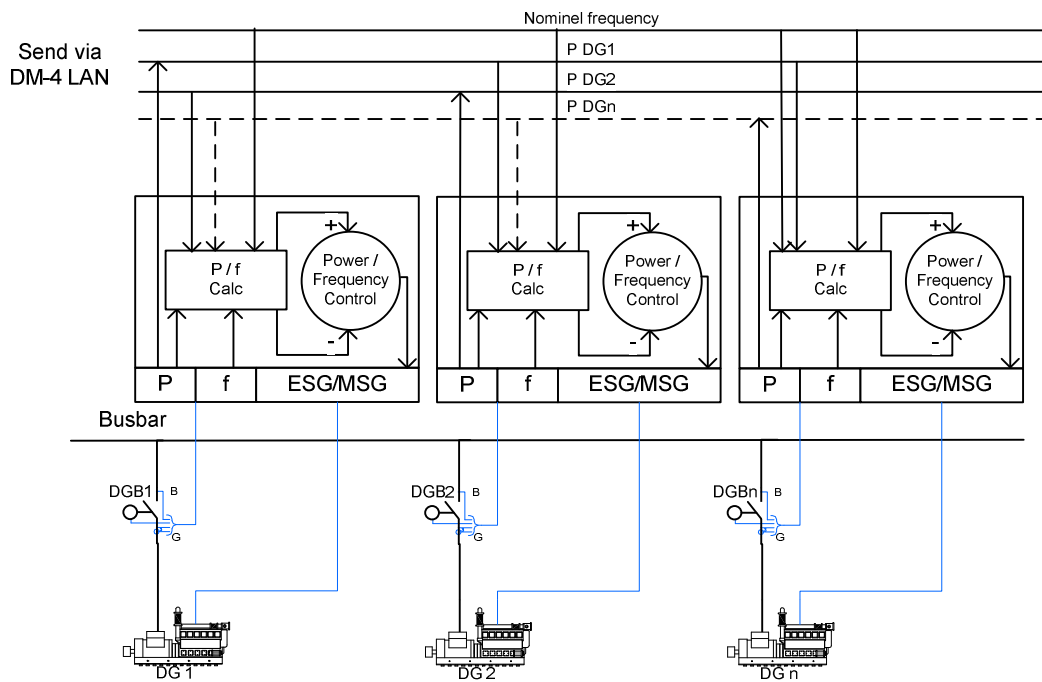 Nominel frequency
Send via
DM-4 LAN
P DG1
P DG2
P DGn
P / f
Calc
+
Power /
Frequency
Control
-
P / f
Calc
+
Power /
Frequency
Control
-
P / f
Calc
+
Power /
Frequency
Control
-
P f ESG/MSG
P f ESG/MSG
P f ESG/MSG
Busbar
DGB1 B
G
DGB2 B
G
DGBn B
G
DG 1
DG 2
DG n